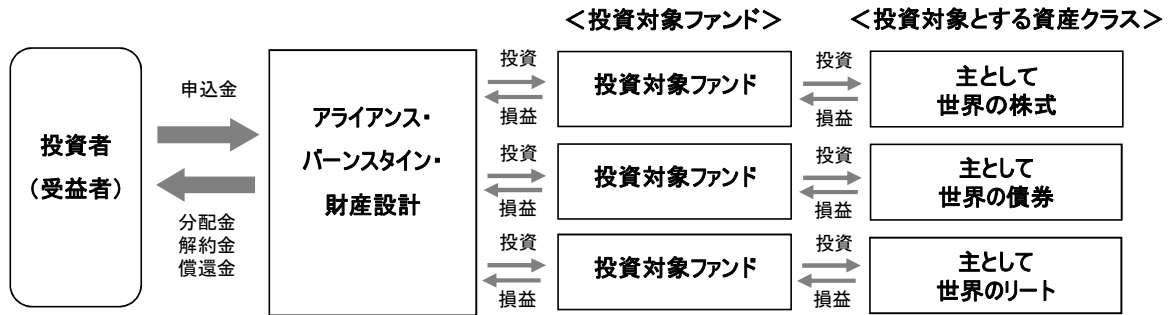 ＜投資対象ファンド＞
＜投資対象とする資産クラス＞
投資者
（受益者）
申込金
分配金
解約金
償還金
アライアンス・
バーンスタイン・
財産設計
投資
損益
投資対象ファンド
投資
損益
主として
世界の株式
投資
損益
投資対象ファンド
投資
損益
主として
世界の債券
投資
損益
投資対象ファンド
投資
損益
主として
世界のリート